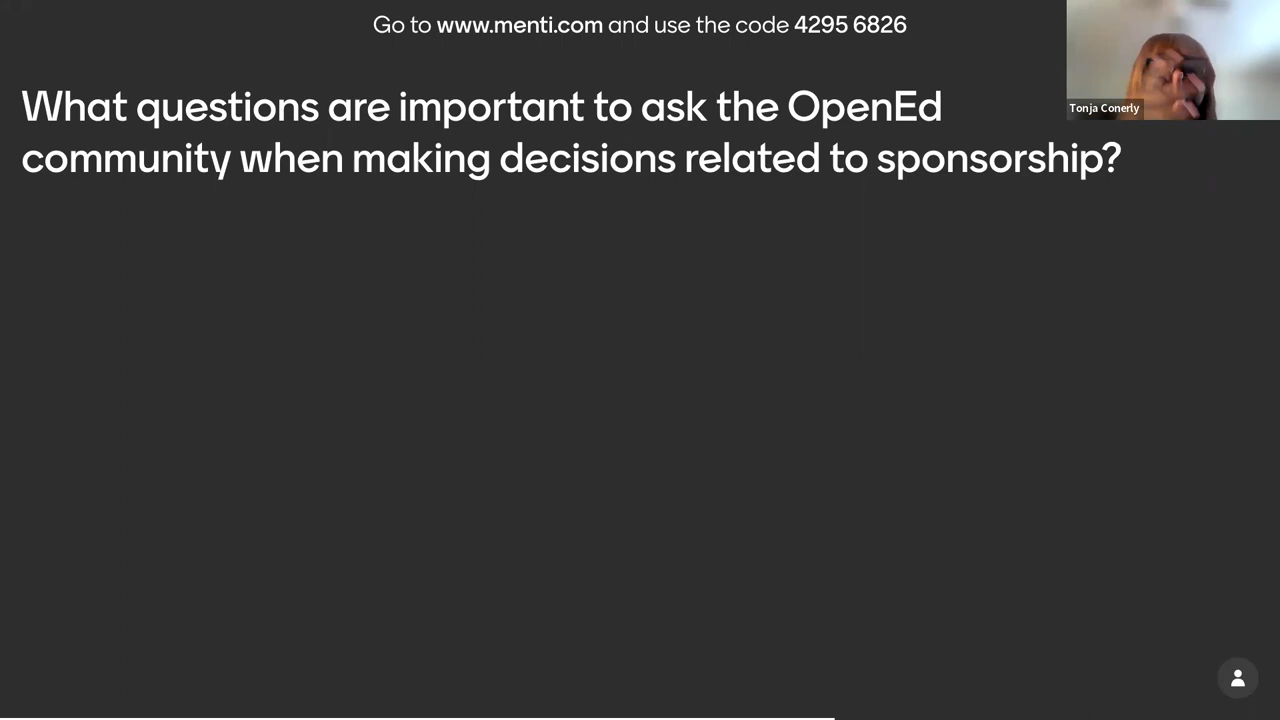 Go to www.menti.com and use the code 4295 6826
What questions are important to ask the OpenEd
community when making decisions related to sponsorship?
Tonja Conerly